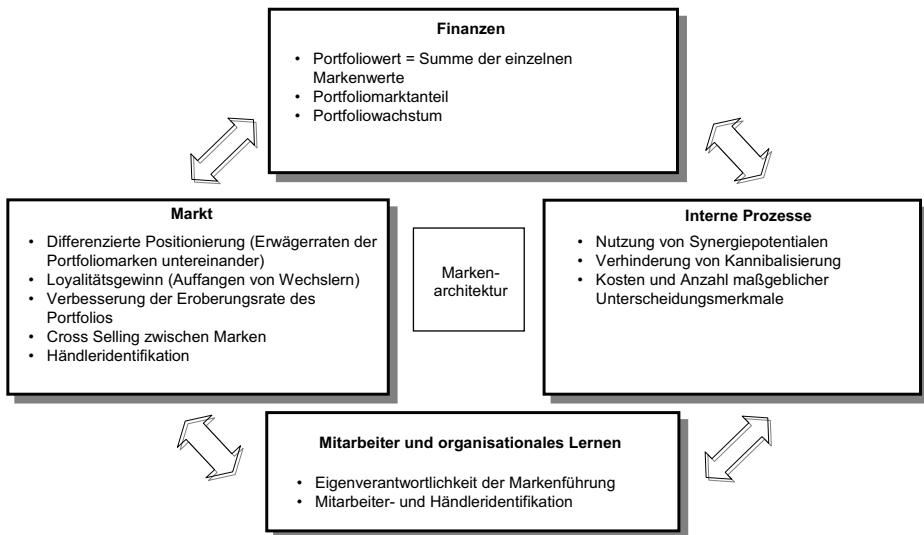 Finanzen
• Portfoliowert = Summe der einzelnen
Markenwerte
• Portfoliomarktanteil
• Portfoliowachstum
Markt
• Differenzierte Positionierung (Erwägerraten der
Portfoliomarken untereinander)
• Loyalitätsgewinn (Auffangen von Wechslern)
• Verbesserung der Eroberungsrate des
Portfolios
• Cross Selling zwischen Marken
• Händleridentifikation
Marken-
architektur
Interne Prozesse
• Nutzung von Synergiepotentialen
• Verhinderung von Kannibalisierung
• Kosten und Anzahl maßgeblicher
Unterscheidungsmerkmale
Mitarbeiter und organisationales Lernen
• Eigenverantwortlichkeit der Markenführung
• Mitarbeiter- und Händleridentifikation